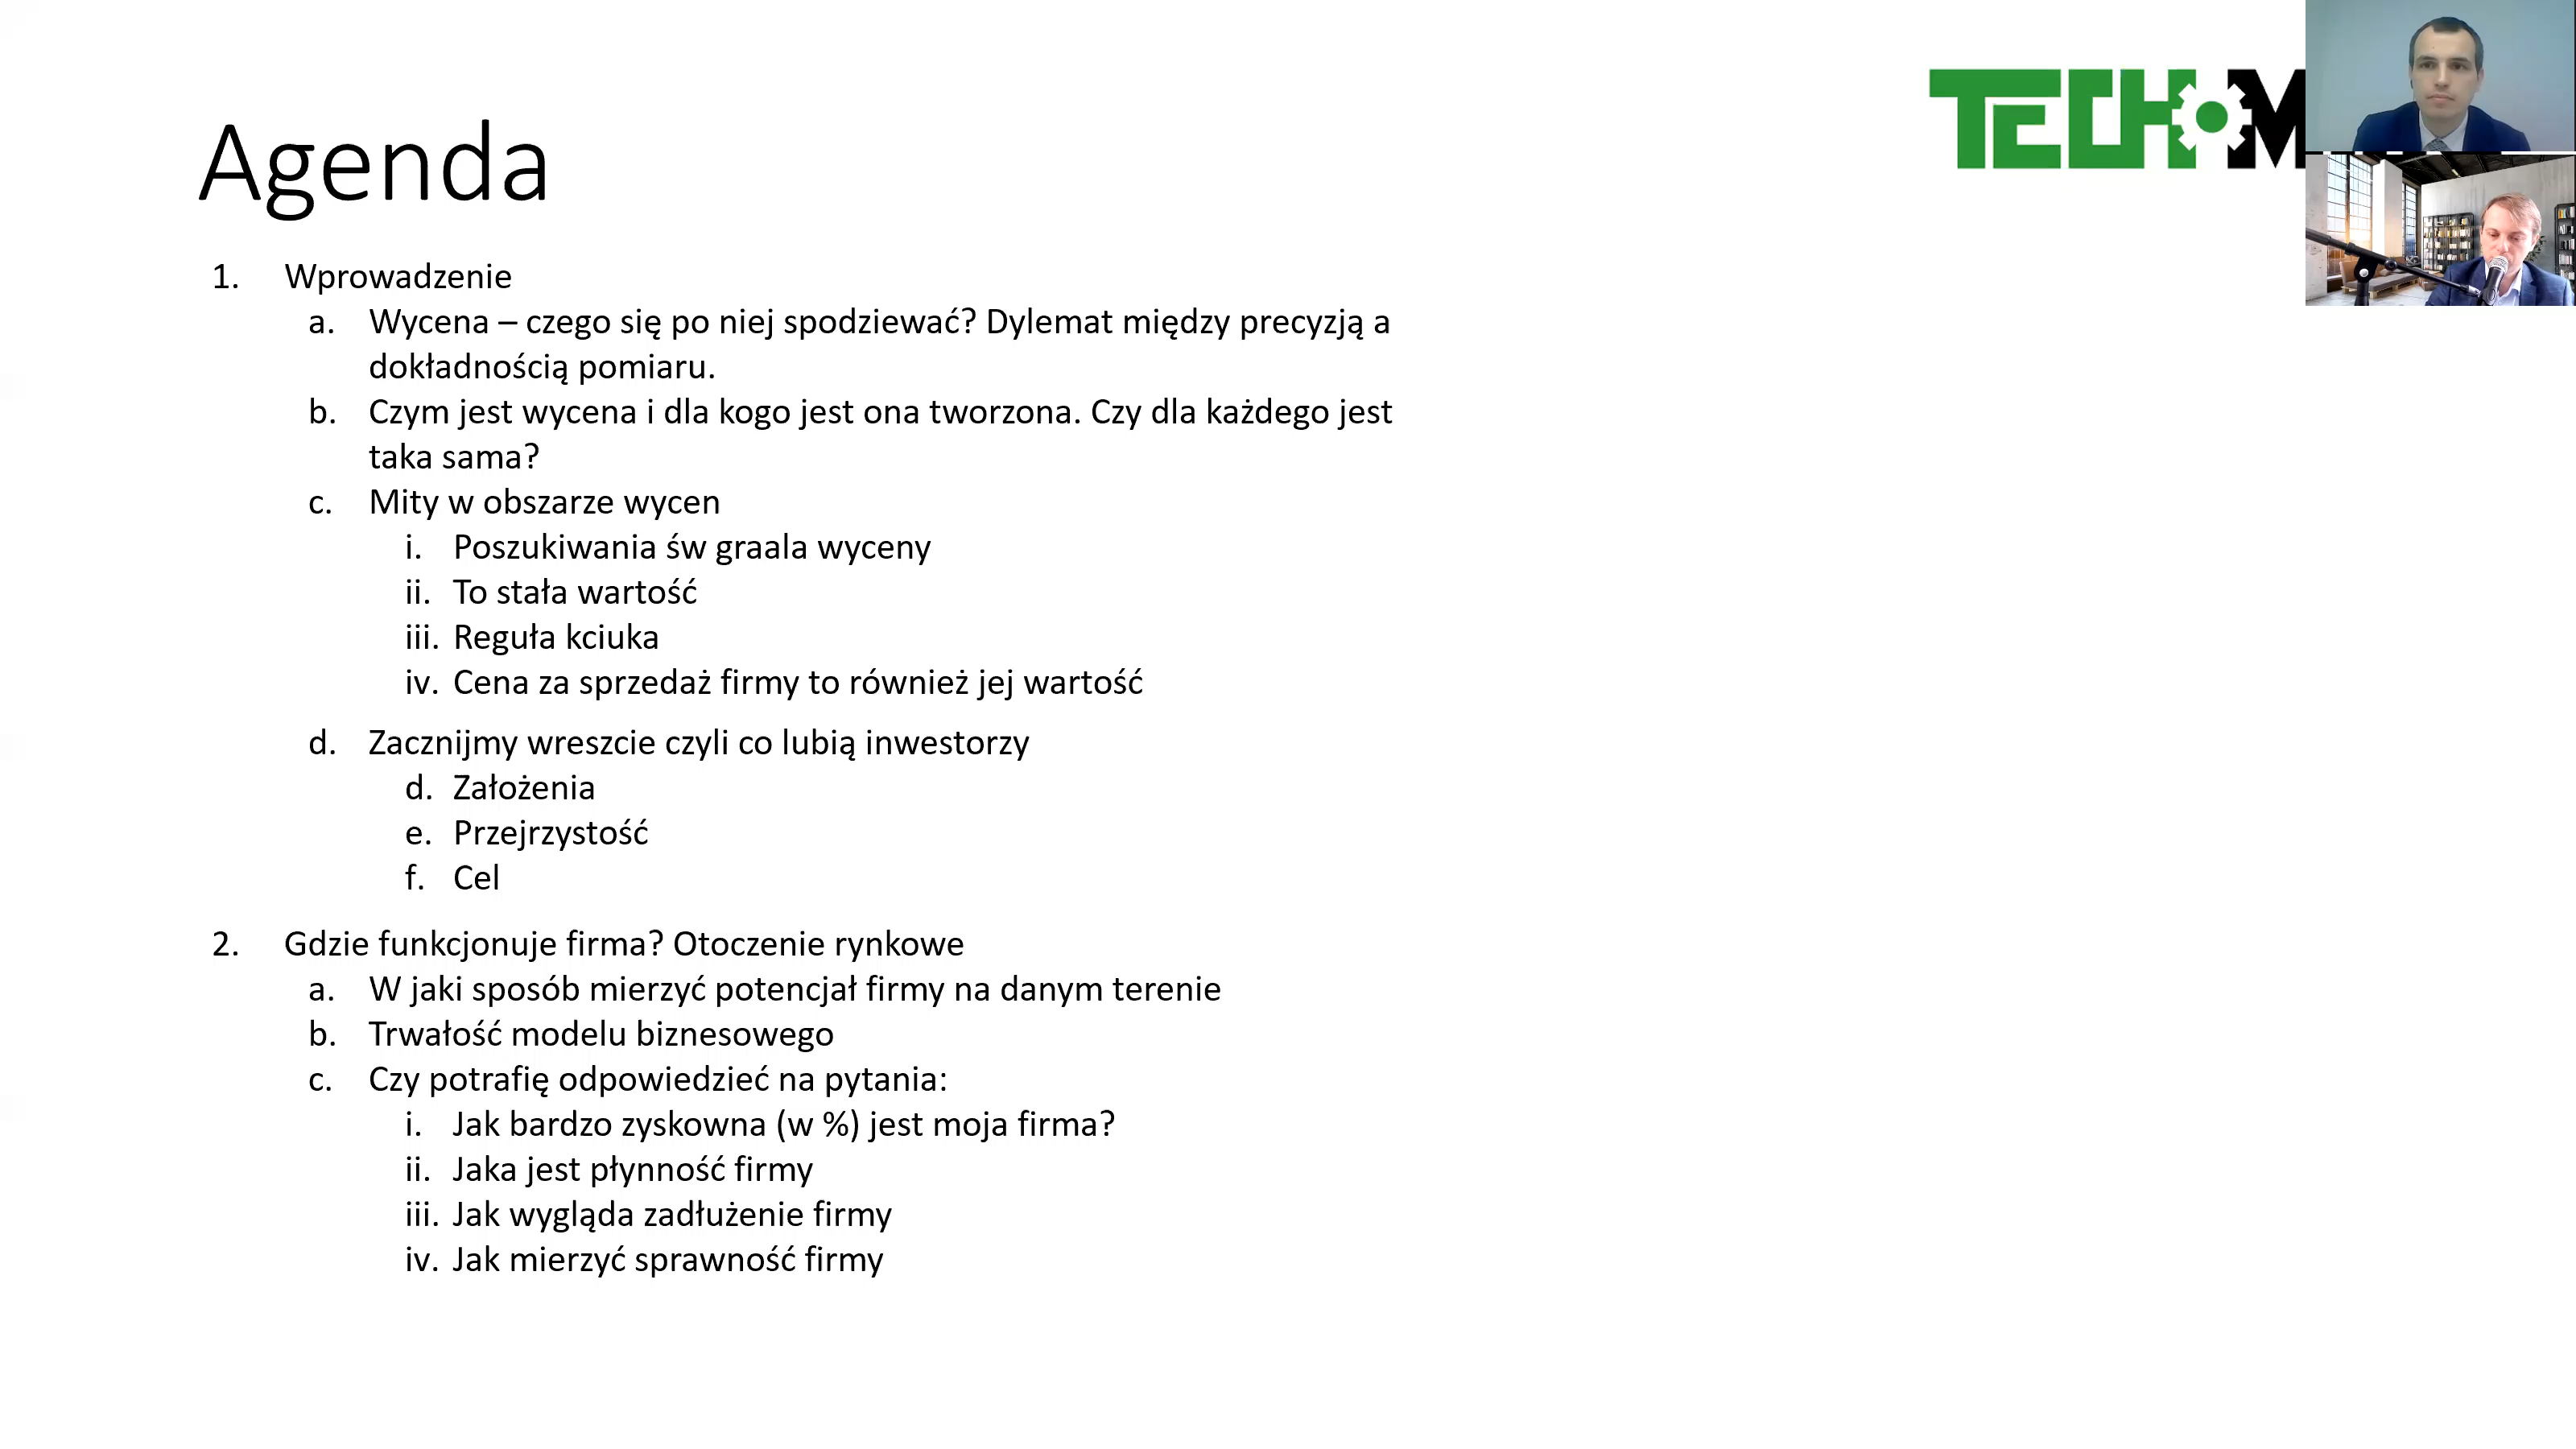 TECH M
Agenda
1. Wprowadzenie
a. Wycena – czego się po niej spodziewać? Dylemat między precyzją a
dokładnością pomiaru.
b. Czym jest wycena i dla kogo jest ona tworzona. Czy dla każdego jest
taka sama?
c. Mity w obszarze wycen
i. Poszukiwania św graala wyceny
ii. To stała wartość
iii. Reguła kciuka
iv. Cena za sprzedaż firmy to również jej wartość
d. Zacznijmy wreszcie czyli co lubią inwestorzy
d. Założenia
e. Przejrzystość
f. Cel
2. Gdzie funkcjonuje firma? Otoczenie rynkowe
a. W jaki sposób mierzyć potencjał firmy na danym terenie
b. Trwałość modelu biznesowego
c. Czy potrafię odpowiedzieć na pytania:
i. Jak bardzo zyskowna (w %) jest moja firma?
ii. Jaka jest płynność firmy
iii. Jak wygląda zadłużenie firmy
iv. Jak mierzyć sprawność firmy